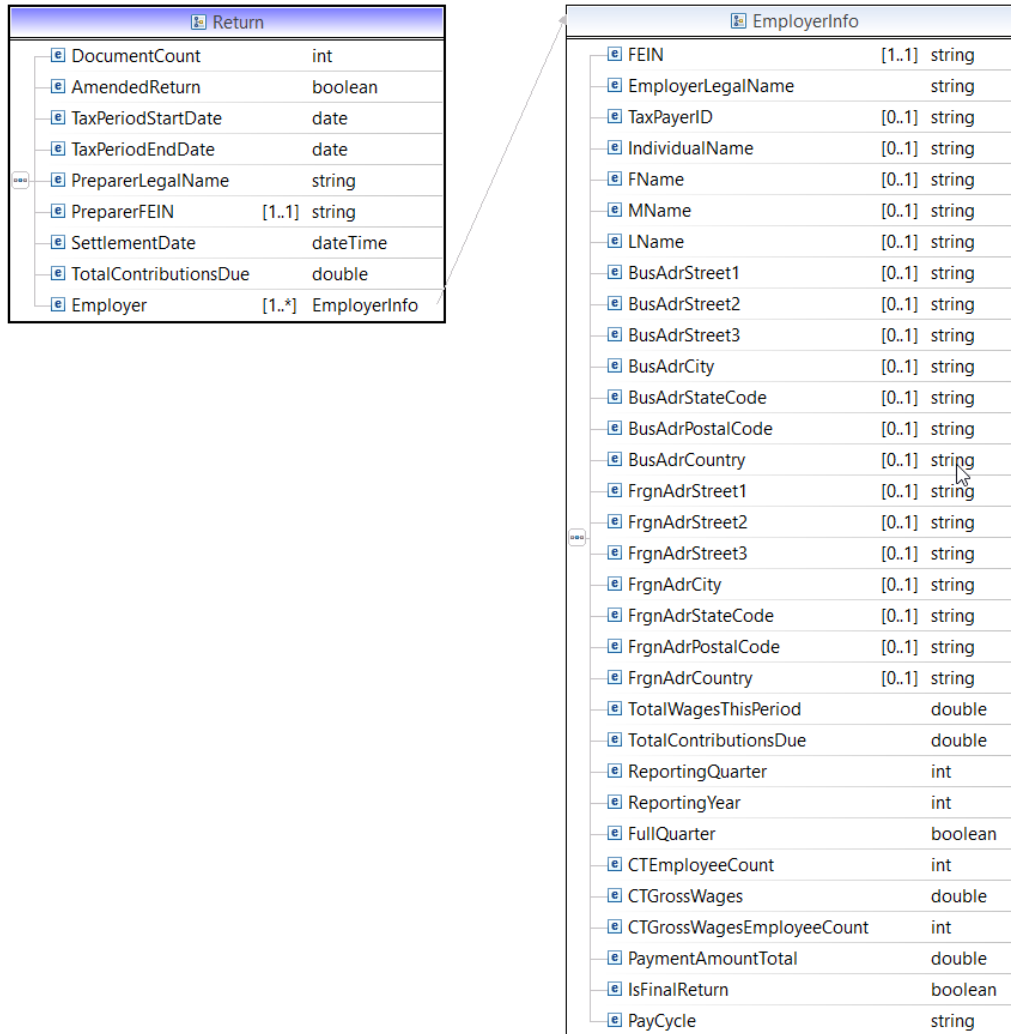 Return
DocumentCount int
AmendedReturn boolean
TaxPeriodStartDate date
TaxPeriodEndDate date
PreparerLegalName string
PreparerFEIN [1..1] string
SettlementDate dateTime
TotalContributionsDue double
Employer [1..*] EmployerInfo
EmployerInfo
FEIN [1..1] string
EmployerLegalName string
TaxPayerID [0..1] string
IndividualName [0..1] string
FName [0..1] string
MName [0..1] string
LName [0..1] string
BusAdrStreet1 [0..1] string
BusAdrStreet2 [0..1] string
BusAdrStreet3 [0..1] string
BusAdrCity [0..1] string
BusAdrStateCode [0..1] string
BusAdrPostalCode [0..1] string
BusAdrCountry [0..1] string
FrgnAdrStreet1 [0..1] string
FrgnAdrStreet2 [0..1] string
FrgnAdrStreet3 [0..1] string
FrgnAdrCity [0..1] string
FrgnAdrStateCode [0..1] string
FrgnAdrPostalCode [0..1] string
FrgnAdrCountry [0..1] string
TotalWagesThisPeriod double
TotalContributionsDue double
ReportingQuarter int
ReportingYear int
FullQuarter boolean
CTEmployeeCount int
CTGrossWages double
CTGrossWagesEmployeeCount int
PaymentAmountTotal double
IsFinalReturn boolean
PayCycle string